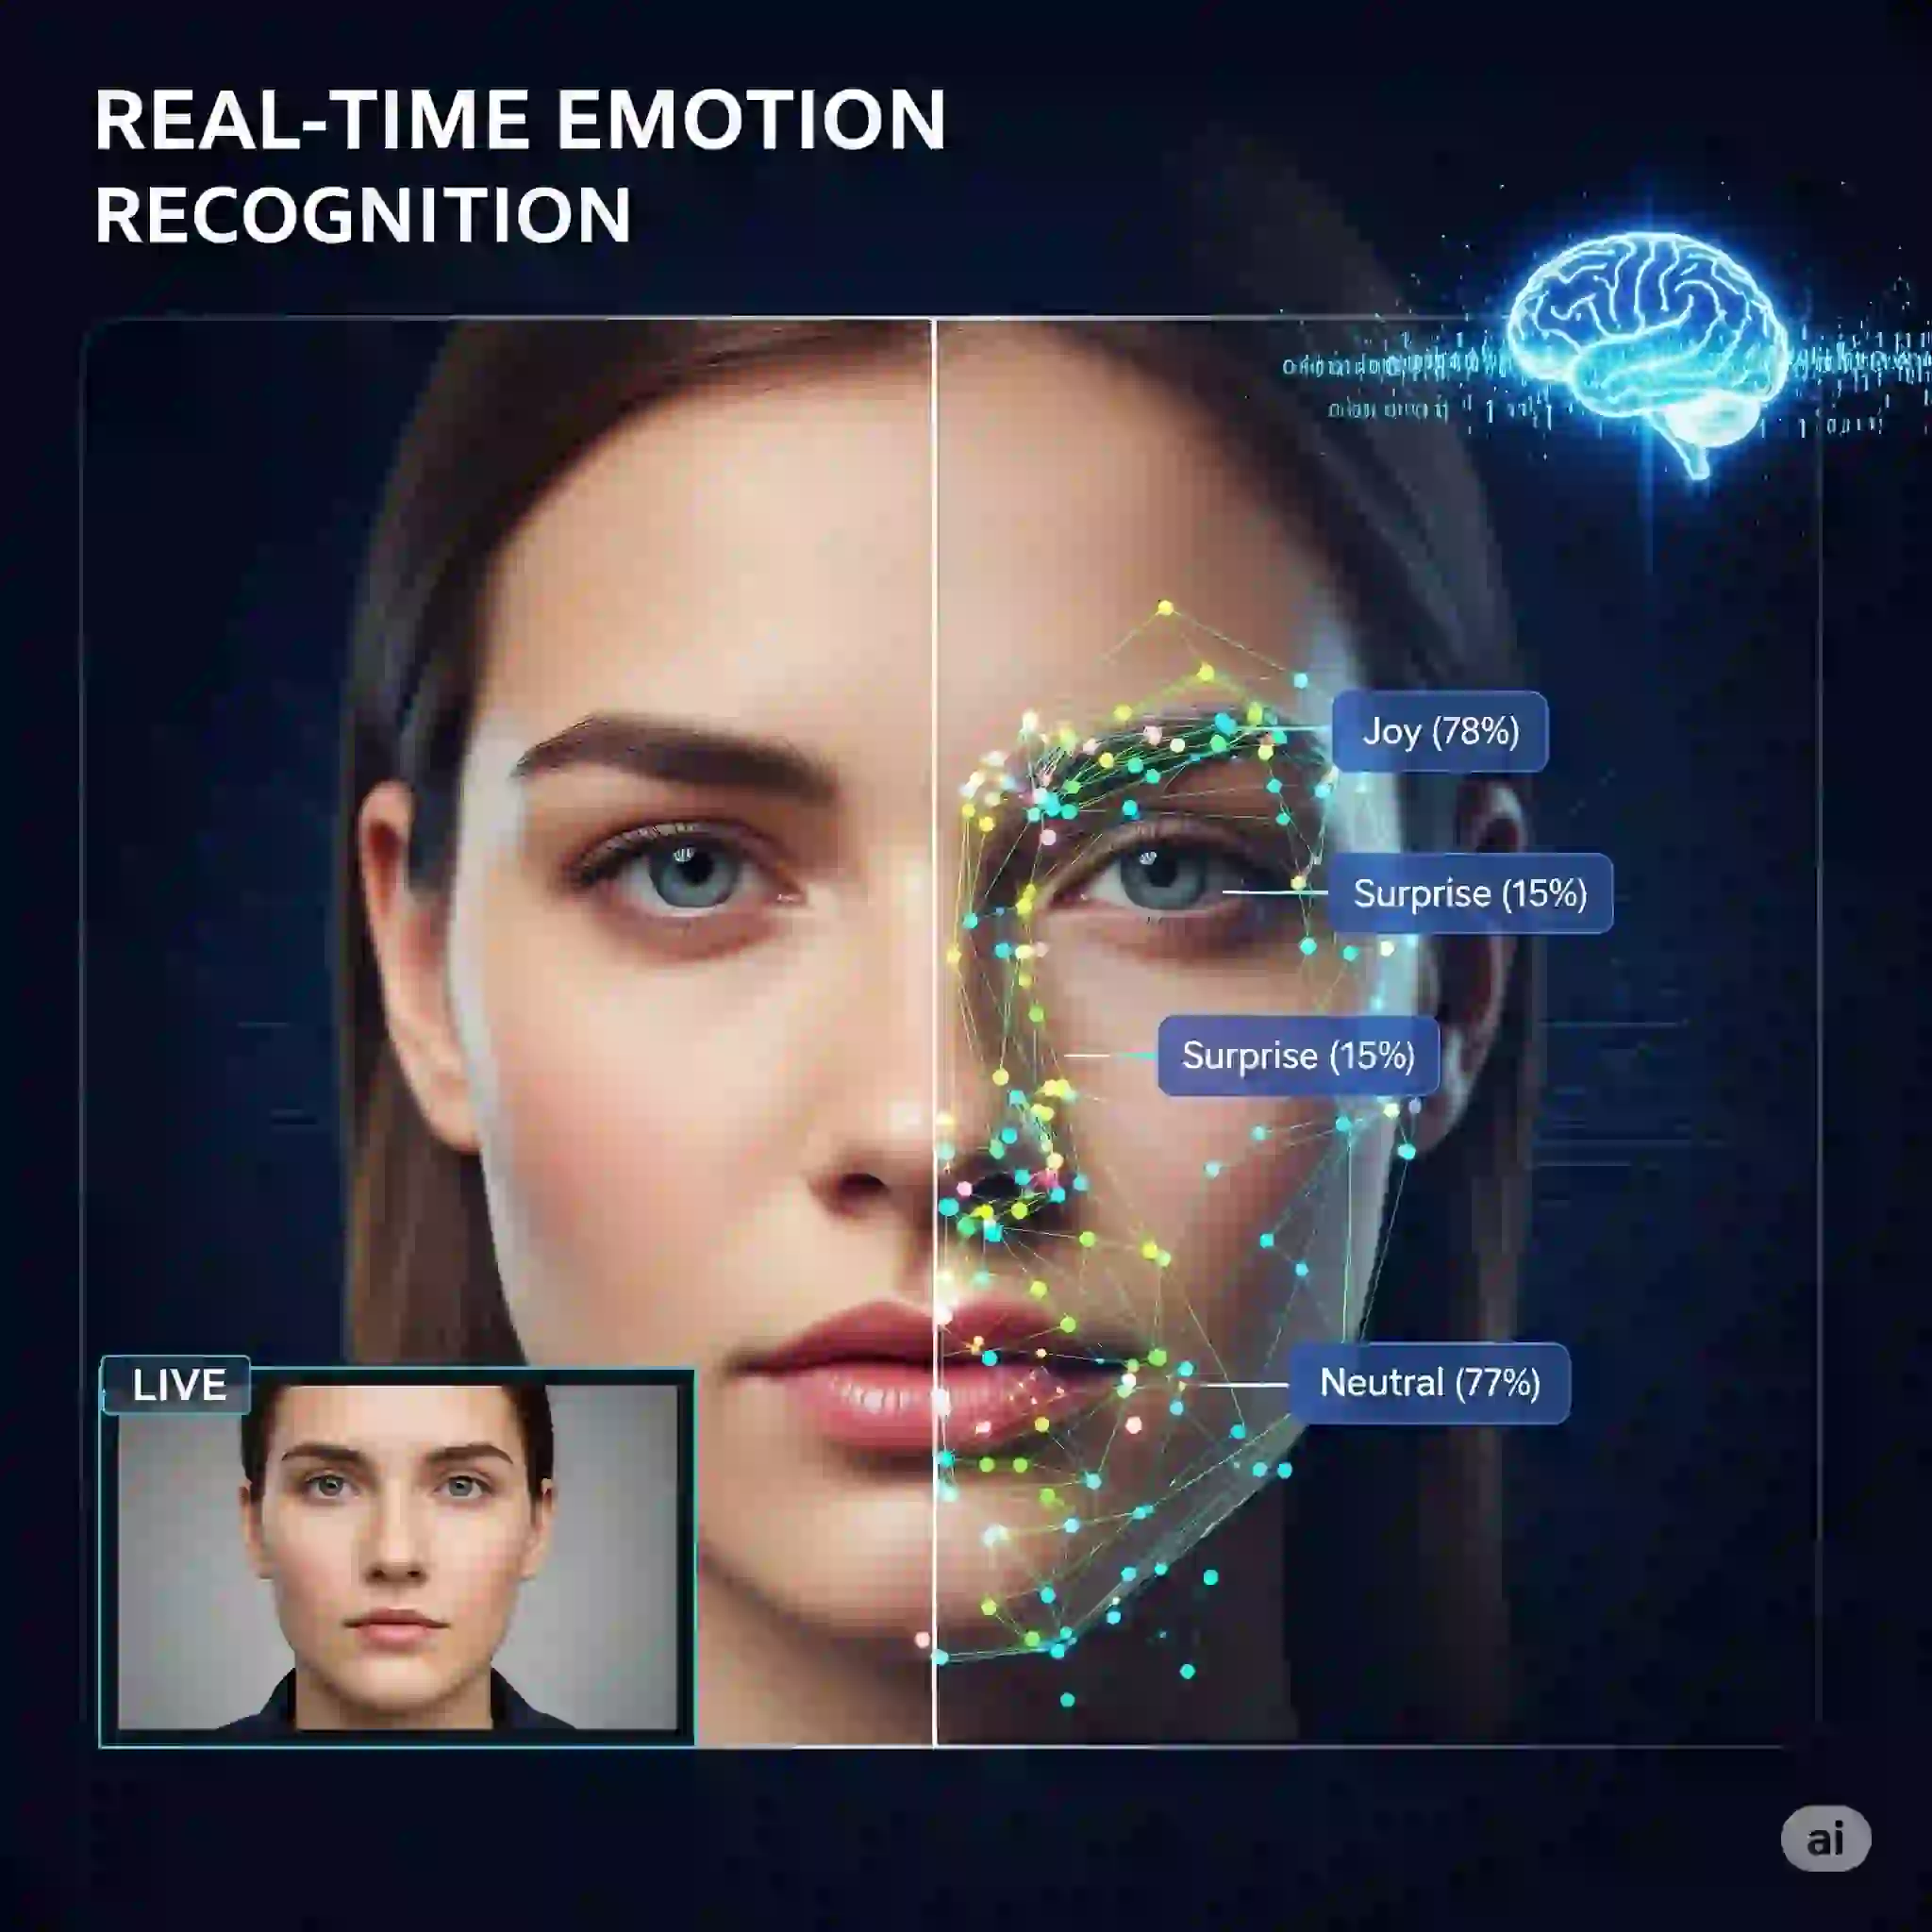 REAL-TIME EMOTION
RECOGNITION
Joy (78%)
Surprise (15%)
Surprise (15%)
Neutral (77%)
LIVE
ai